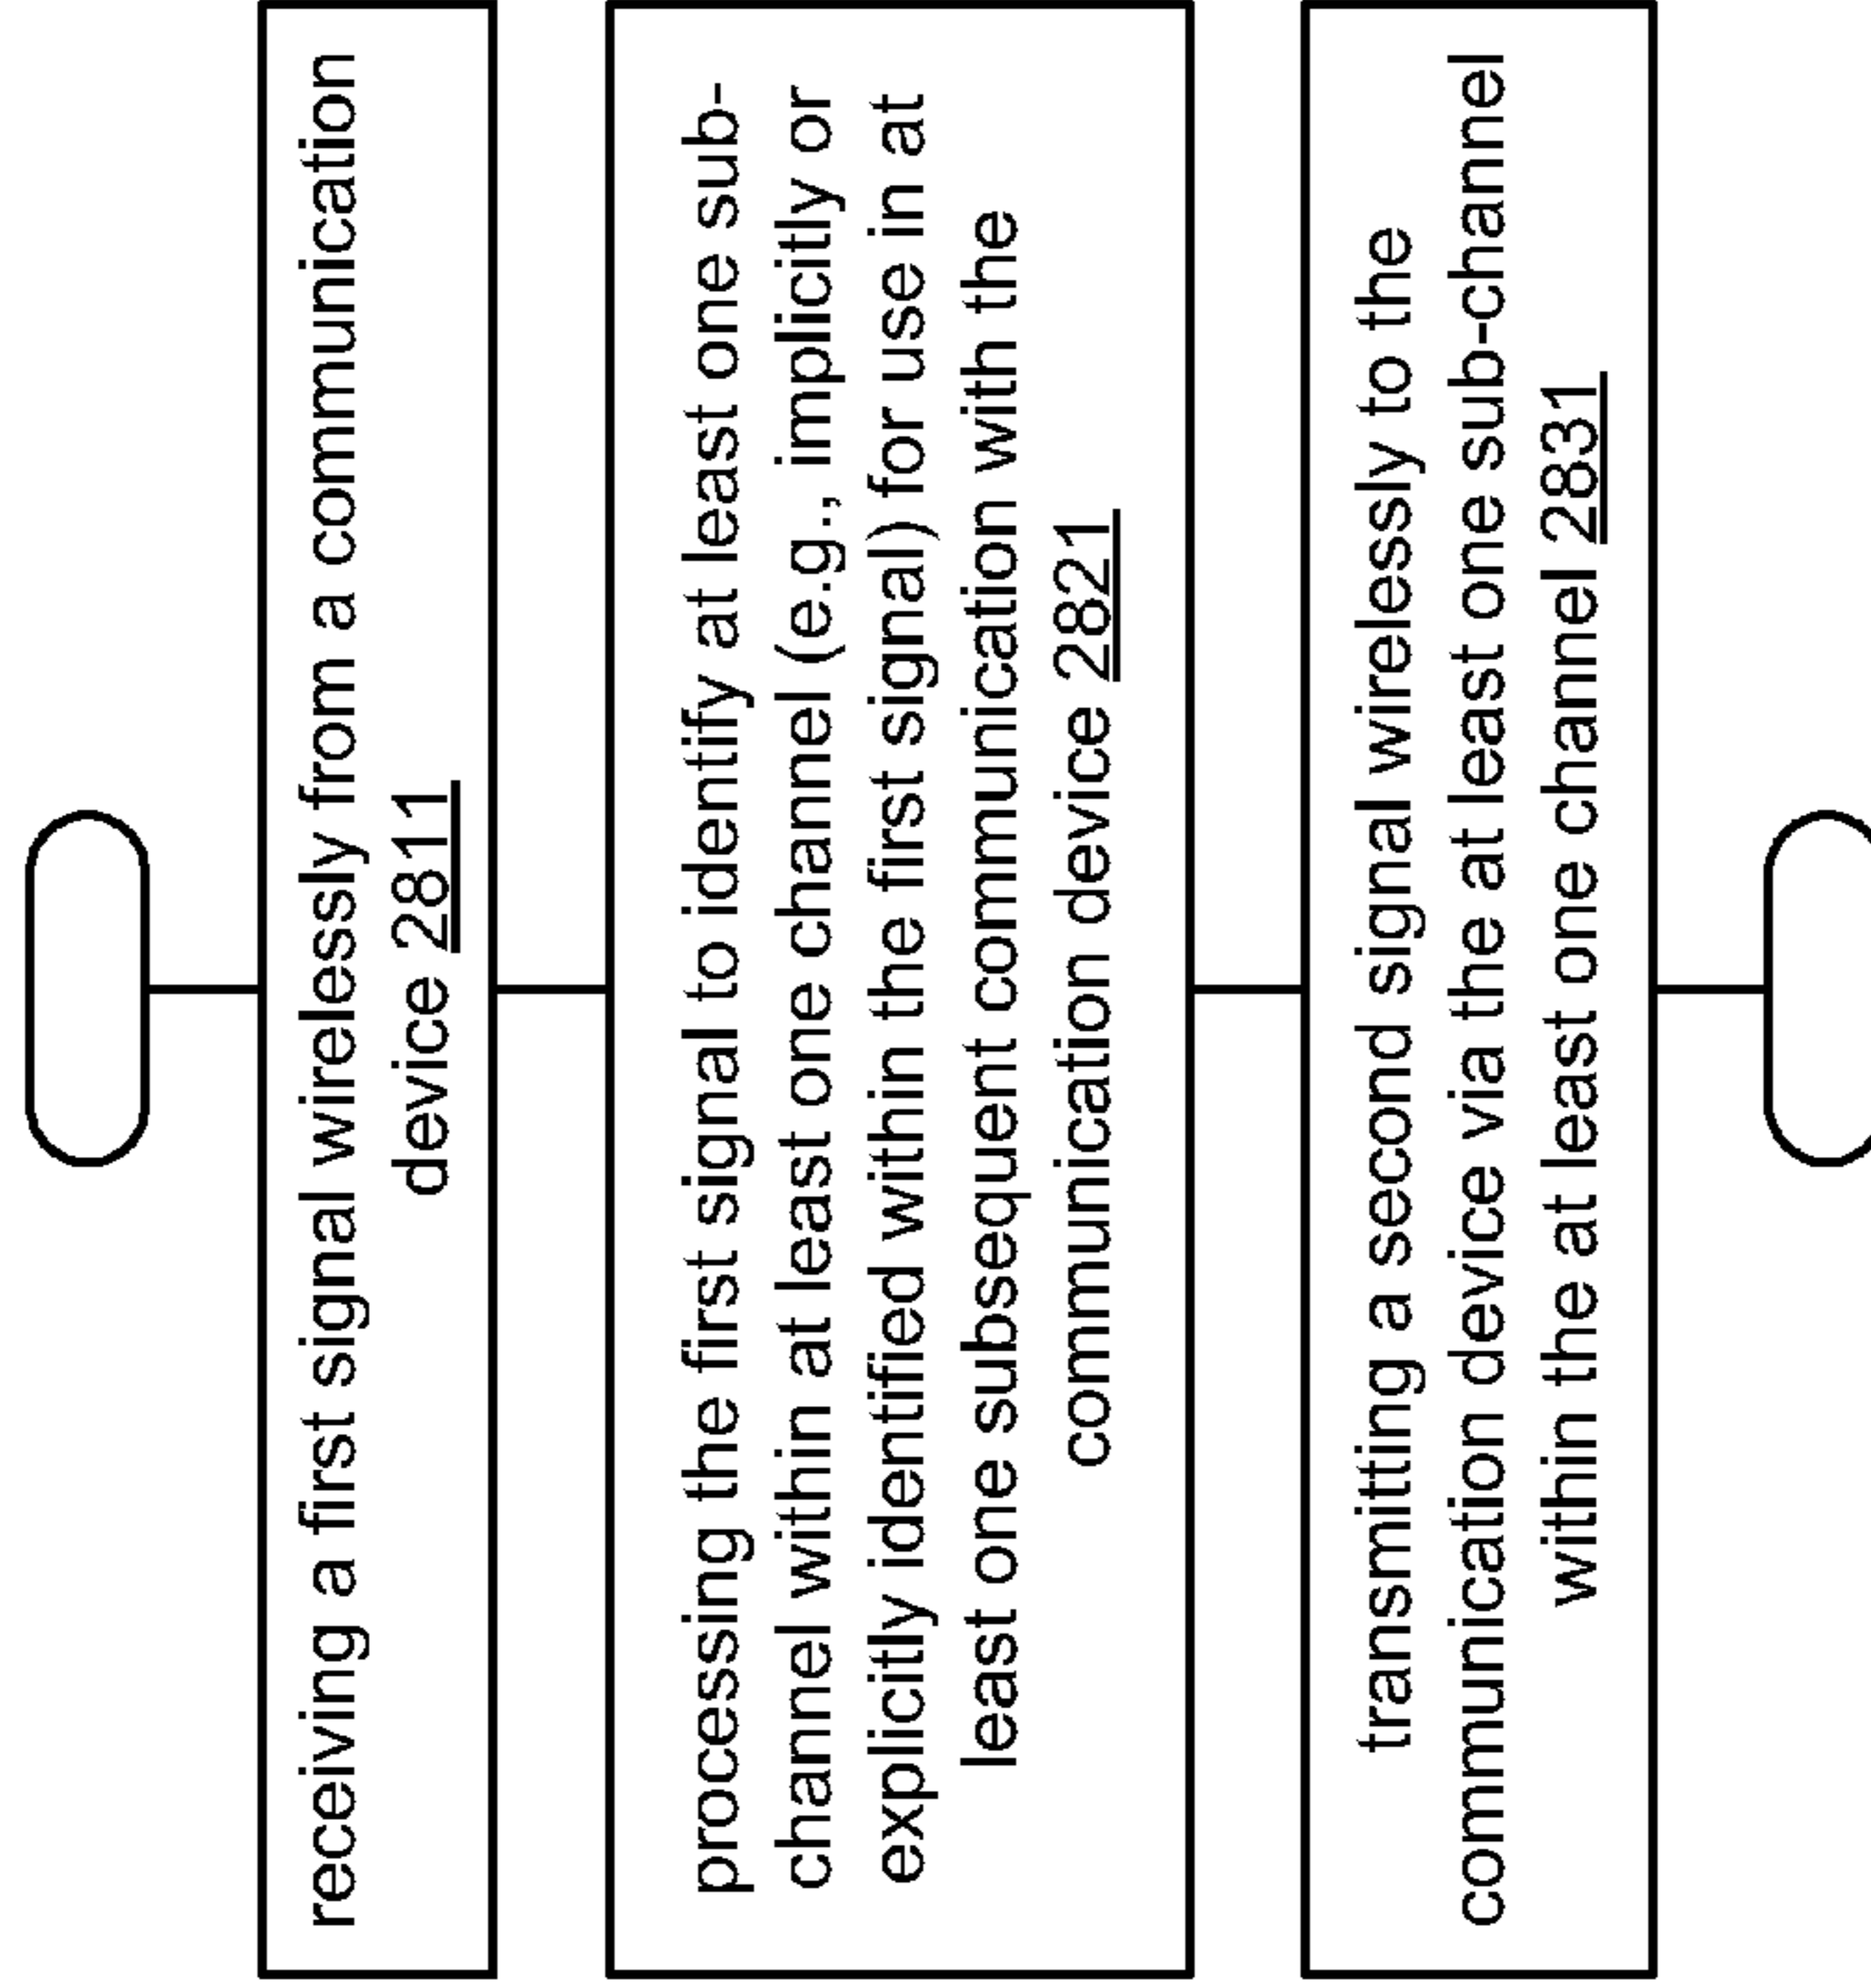 receiving a first signal wirelessly from a communication
device 2811
processing the first signal to identify at least one sub-
channel within at least one channel (e.g., implicitly or
explicitly identified within the first signal) for use in at
least one subsequent communication with the
communication device 2821
transmitting a second signal wirelessly to the
communication device via the at least one sub-channel
within the at least one channel 2831